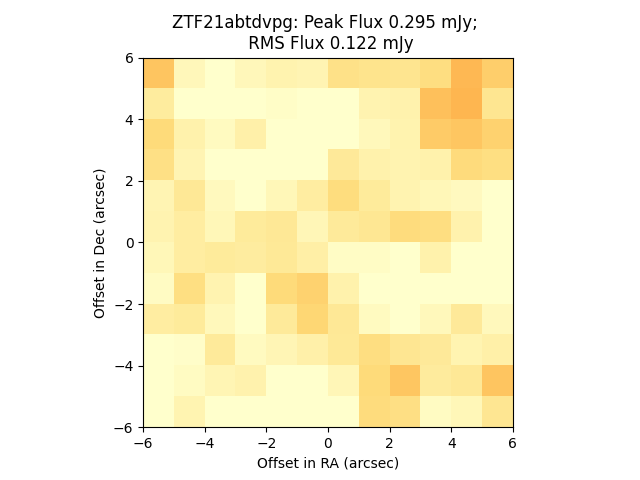 ZTF21abtdvpg: Peak Flux 0.295 mJy;
RMS Flux 0.122 mJy
6
4
2
0
−2
−4
−6
Offset in Dec (arcsec)
−6 −4 −2 0 2 4 6
Offset in RA (arcsec)